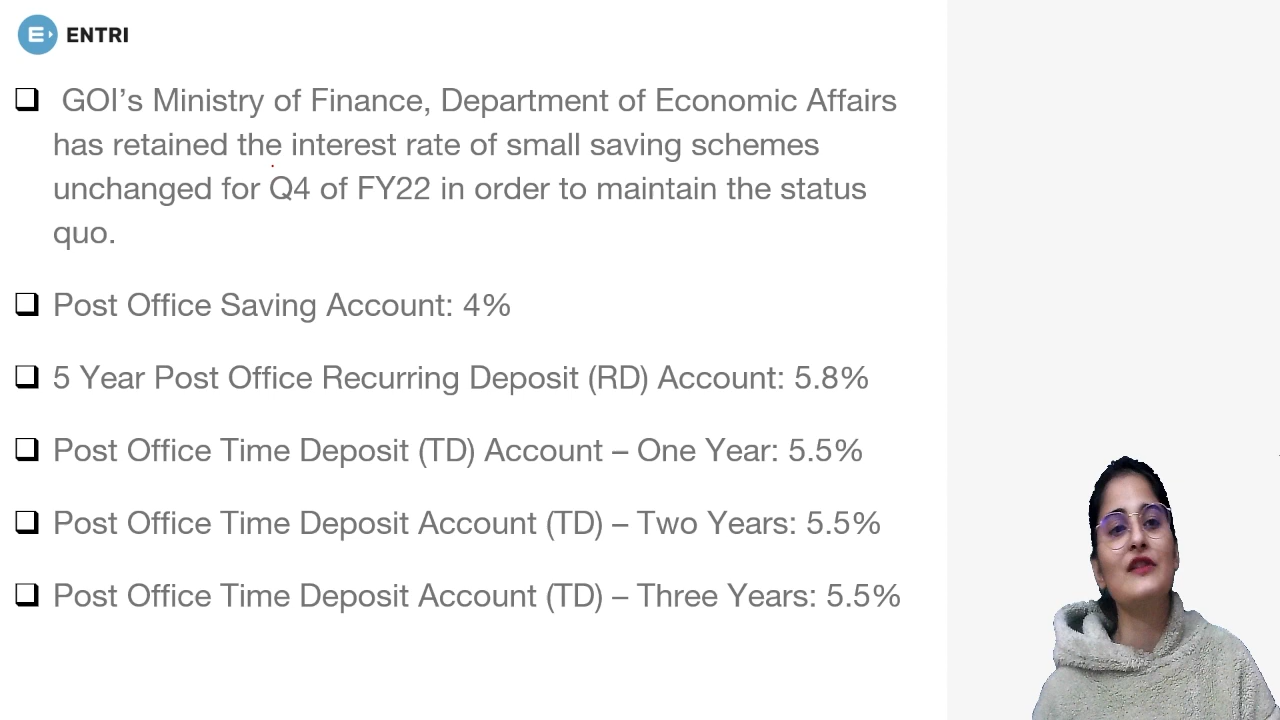 ENTRI
GOI’s Ministry of Finance, Department of Economic Affairs
has retained the interest rate of small saving schemes
unchanged for Q4 of FY22 in order to maintain the status
quo.
Post Office Saving Account: 4%
5 Year Post Office Recurring Deposit (RD) Account: 5.8%
Post Office Time Deposit (TD) Account – One Year: 5.5%
Post Office Time Deposit Account (TD) – Two Years: 5.5%
Post Office Time Deposit Account (TD) – Three Years: 5.5%